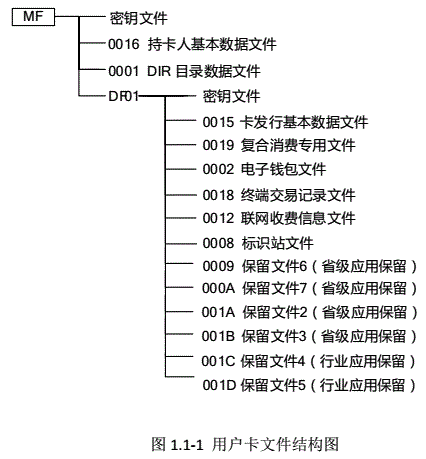 MF
密钥文件
0016 持卡人基本数据文件
0001 DIR 目录数据文件
DF01 密钥文件
0015 卡发行基本数据文件
0019 复合消费专用文件
0002 电子钱包文件
0018 终端交易记录文件
0012 联网收费信息文件
0008 标识站文件
0009 保留文件6（省级应用保留）
000A 保留文件7（省级应用保留）
001A 保留文件2（省级应用保留）
001B 保留文件3（省级应用保留）
001C 保留文件4（行业应用保留）
001D 保留文件5（行业应用保留）
图 1.1-1 用户卡文件结构图